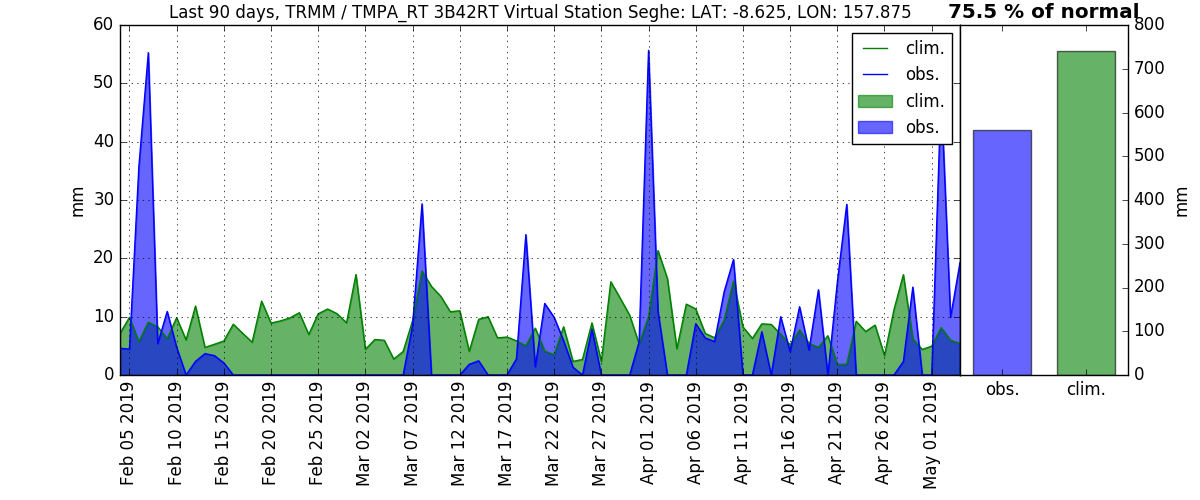 Last 90 days, TRMM / TMPA_RT 3B42RT Virtual Station Seghe: LAT: -8.625, LON: 157.875
75.5 % of normal
clim.
obs.
clim.
obs.
60
50
40
30
20
10
0
mm
Feb 05 2019
Feb 10 2019
Feb 15 2019
Feb 20 2019
Feb 25 2019
Mar 02 2019
Mar 07 2019
Mar 12 2019
Mar 17 2019
Mar 22 2019
Mar 27 2019
Apr 01 2019
Apr 06 2019
Apr 11 2019
Apr 16 2019
Apr 21 2019
Apr 26 2019
May 01 2019
obs.
clim.
800
700
600
500
400
300
200
100
0
mm